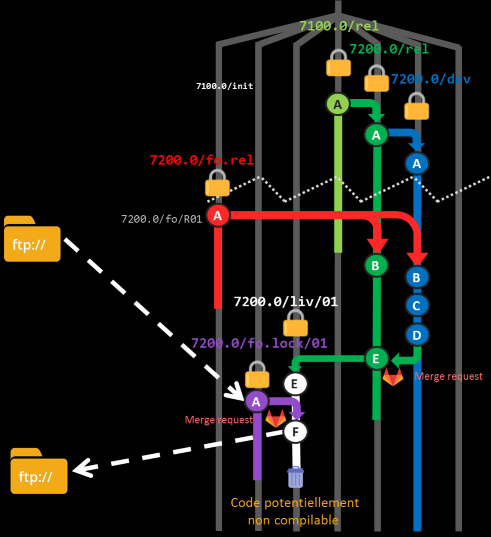 7100.0/rel
7200.0/rel
7200.0/dev
7100.0/init
A
A
A
7200.0/fo.rel
7200.0/fo/R01
A
ftp://
B
B
C
7200.0/liv/01
D
7200.0/fo.lock/01
E
E
Merge request
A
Merge request
F
ftp://
Code potentiellement
non compilable